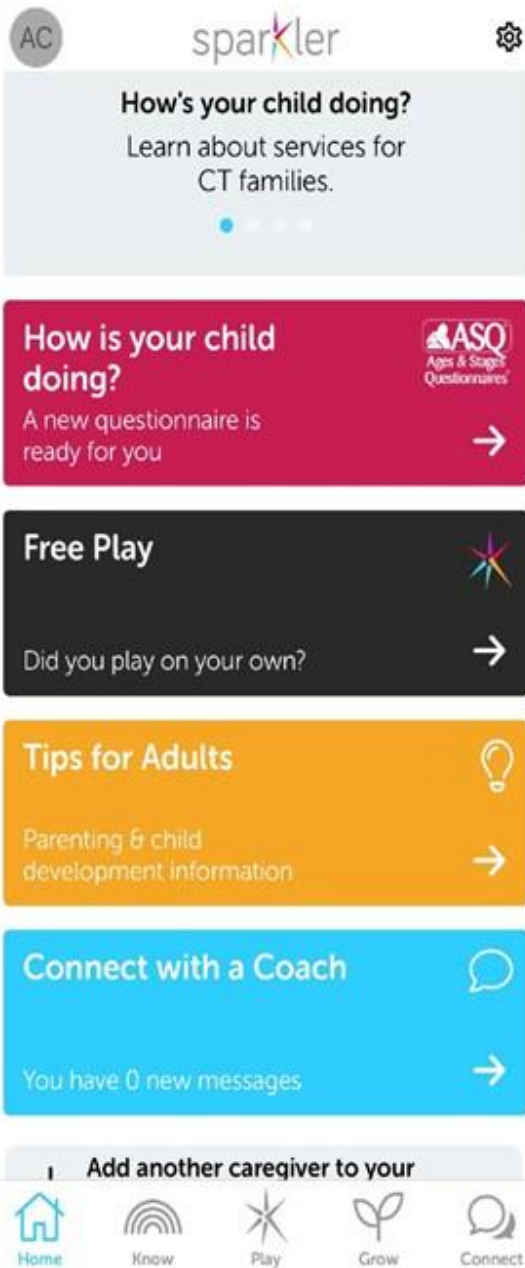 AC
sparkler
How's your child doing?
Learn about services for
CT families.
How is your child
doing?
A new questionnaire is
ready for you
ASQ
Ages & Stages
Questionnaires®
Free Play
Did you play on your own?
Tips for Adults
Parenting & child
development information
Connect with a Coach
You have 0 new messages
Add another caregiver to your
Home
Know
Play
Grow
Connect